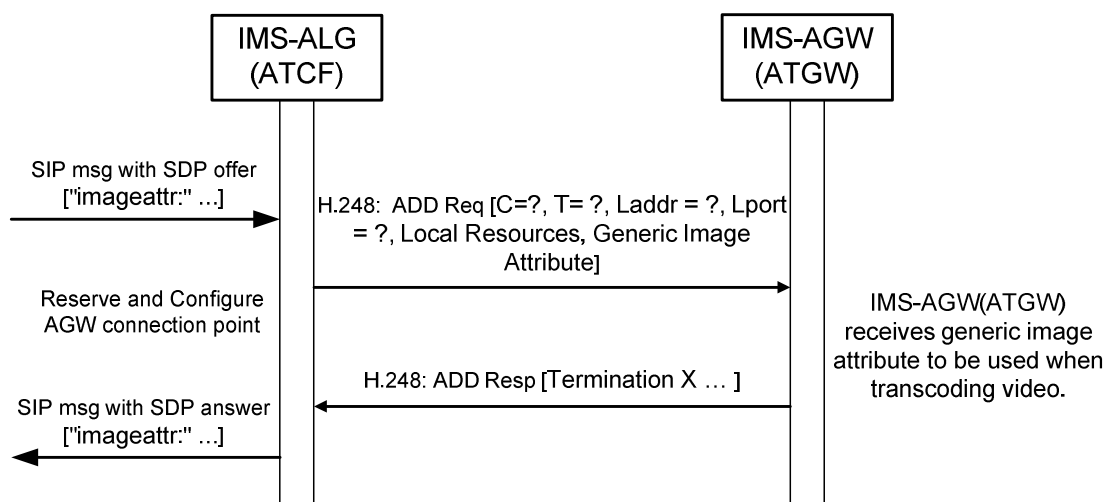 IMS-ALG
(ATCF)
IMS-AGW
(ATGW)
SIP msg with SDP offer
["imageattr:" ...]
H.248: ADD Req [C=?, T= ?, Laddr = ?, Lport
= ?, Local Resources, Generic Image
Attribute]
Reserve and Configure
AGW connection point
IMS-AGW(ATGW)
receives generic image
attribute to be used when
transcoding video.
H.248: ADD Resp [Termination X ... ]
SIP msg with SDP answer
["imageattr:" ...]